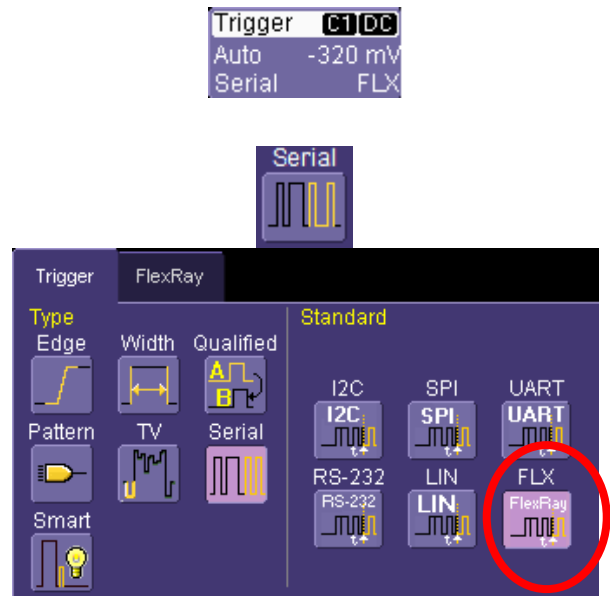 Trigger C1 DC
Auto -320 mV
Serial FLX
Serial
Trigger FlexRay
Type
Edge Width Qualified
A
B
Pattern TV Serial
Smart
Standard
I2C SPI UART
I2C SPI UART
RS-232 LIN FLX
RS-232 LIN FlexRay